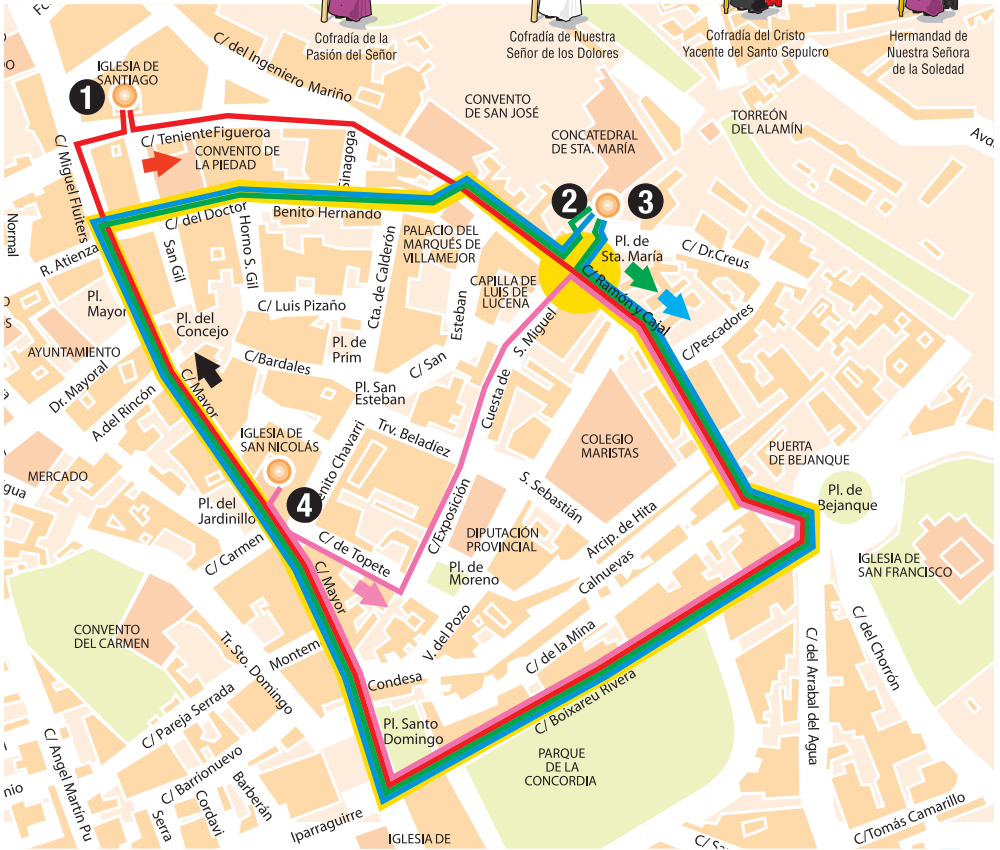 Cofradía de la
Pasión del Señor
Cofradía de Nuestra
Señor de los Dolores
Cofradía del Cristo
Yacente del Santo Sepulcro
Hermandad de
Nuestra Señora
de la Soledad
C/ del Ingeniero Mariño
IGLESIA DE
SANTIAGO
1
CONVENTO
DE SAN JOSÉ
TORREÓN
DEL ALAMÍN
CONCATEDRAL
DE STA. MARÍA
C/ Teniente Figueroa
CONVENTO DE
LA PIEDAD
Sinagoga
C/ Miguel Fluiters
2
3
C/ del Doctor
Benito Hernando
Normal
San Gil
Horno S. Gil
Cta. de Calderón
PALACIO DEL
MARQUÉS DE
VILLAMEJOR
Pl. de
Sta. María
C/ Dr.Creus
R. Atienza
CAPILLA DE
LUIS DE
LUCENA
C/ Ramón y Cajal
Pl.
Mayor
Pl. del
Concejo
C/ Luis Pizaño
Esteban
S. Miguel
C/Pescadores
AYUNTAMIENTO
Pl. de
Prim
C/Bardales
C/ San
Dr. Mayoral
A.del Rincón
C/ Mayor
Pl. San
Esteban
Cuesta de
IGLESIA DE
SAN NICOLÁS
Trv. Beladíez
COLEGIO
MARISTAS
PUERTA
DE BEJANQUE
MERCADO
4
Pl. de
Bejanque
Pl. del
Jardinillo
S. Sebastián
C/Exposición
Arcip. de Hita
C/ Carmen
C/ de Topete
DIPUTACIÓN
PROVINCIAL
Calnuevas
IGLESIA DE
SAN FRANCISCO
C/ Mayor
Pl. de
Moreno
CONVENTO
DEL CARMEN
Tr. Sto. Domingo
Montem
V. del Pozo
C/ de la Mina
C/ del Chorrón
C/ del Arrabal del Agua
Condesa
C/ Pareja Serrada
Pl. Santo
Domingo
C/ Boixareu Rivera
C/ Angel Martín Pu
C/ Barrionuevo
Barberán
Cordavi
Serra
PARQUE
DE LA
CONCORDIA
Iparraguirre
IGLESIA DE
C/Tomás Camarillo